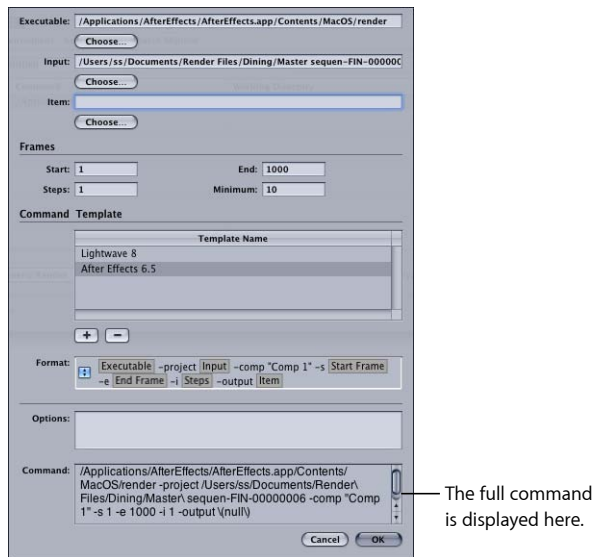 Executable: /Applications/AfterEffects/AfterEffects.app/Contents/MacOS/render
Choose...
Input: /Users/ss/Documents/Render Files/Dining/Master sequen-FIN-000000
Choose...
Item:
Choose...
Frames
Start: 1 End: 1000
Steps: 1 Minimum: 10
Command Template
Template Name
Lightwave 8
After Effects 6.5
+ −
Format: Executable -project Input -comp "Comp 1" -s Start Frame
-e End Frame -i Steps -output Item
Options:
Command: /Applications/AfterEffects/AfterEffects.app/Contents/
MacOS/render -project /Users/ss/Documents/Render\
Files/Dining/Master\ sequen-FIN-00000006 -comp "Comp
1" -s 1 -e 1000 -i 1 -output \(null\)
The full command
is displayed here.
Cancel OK